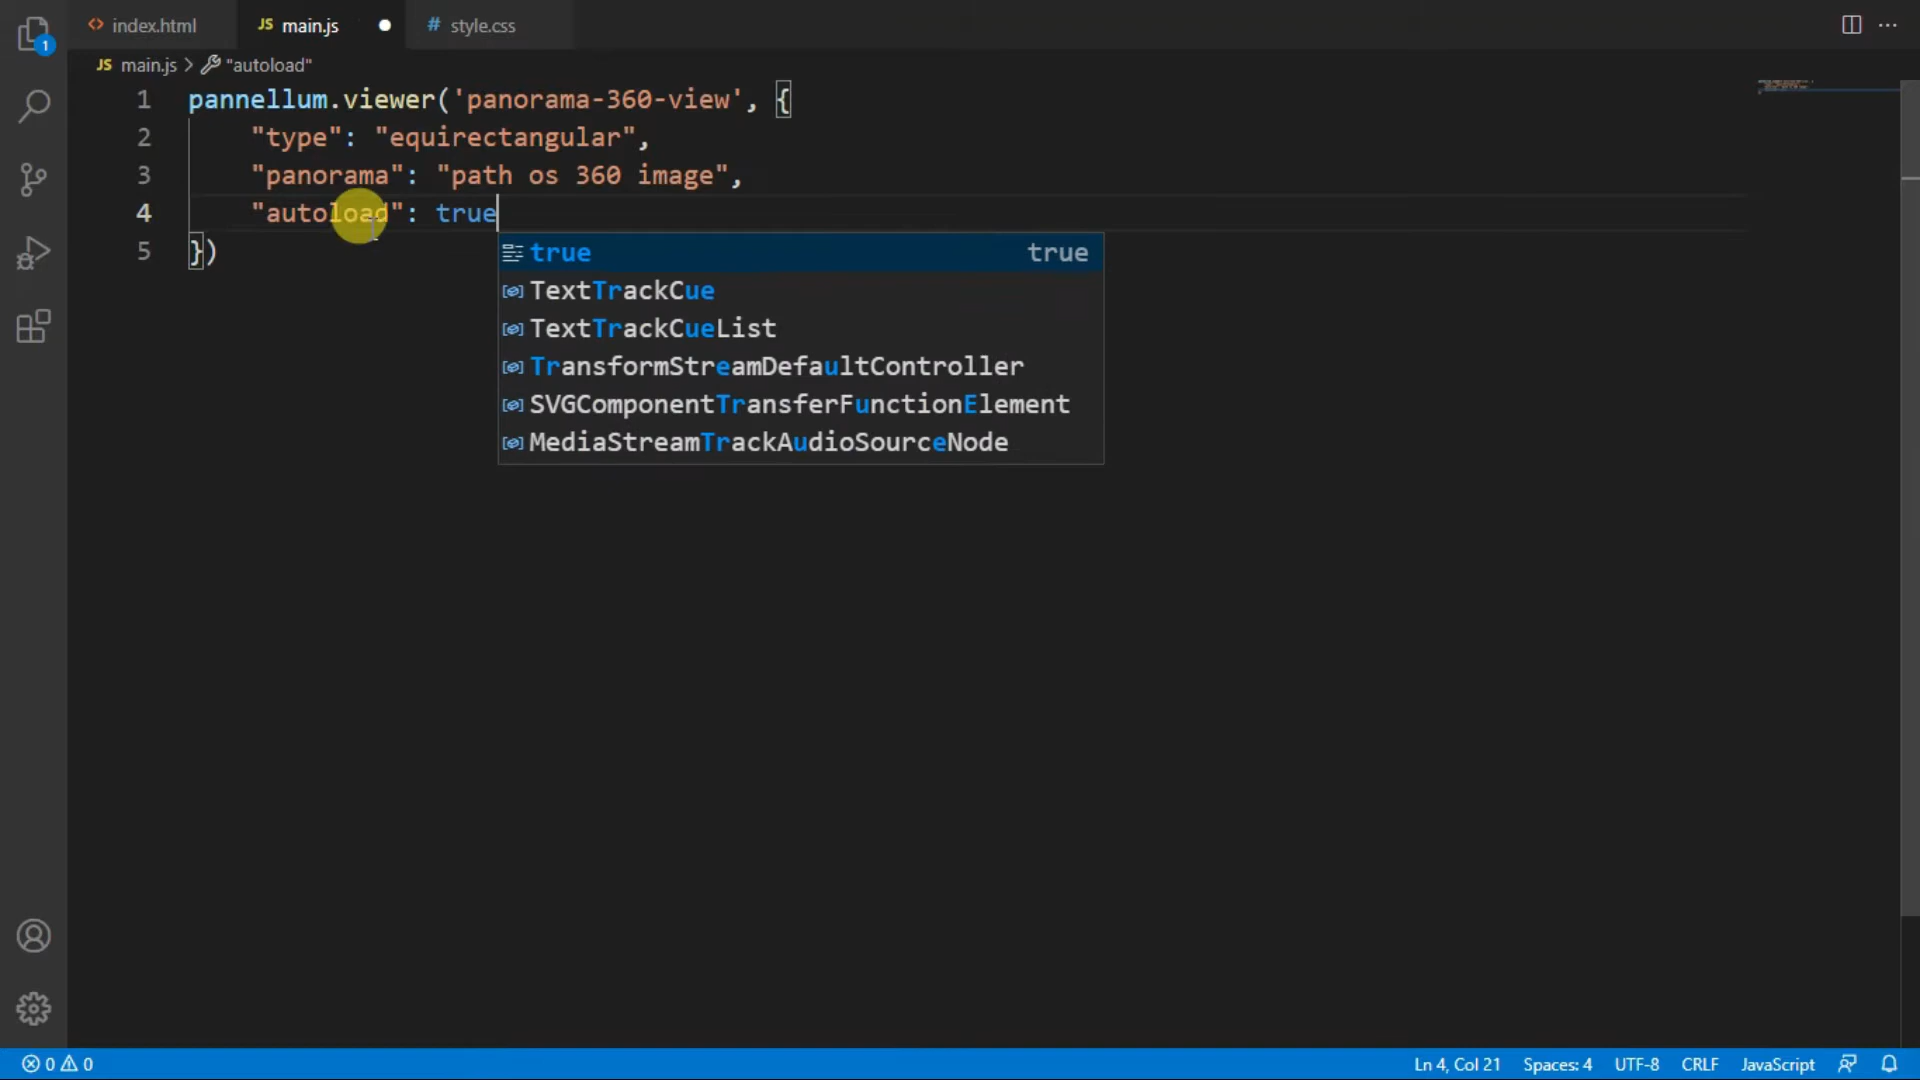 index.html
JS main.js
# style.css
JS main.js > "autoload"
1 pannellum.viewer('panorama-360-view', {
2 "type": "equirectangular",
3 "panorama": "path os 360 image",
4 "autoload": true
5 })
true true
TextTrackCue
TextTrackCueList
TransformStreamDefaultController
SVGComponentTransferFunctionElement
MediaStreamTrackAudioSourceNode
1
0 0 Ln 4, Col 21 Spaces: 4 UTF-8 CRLF JavaScript